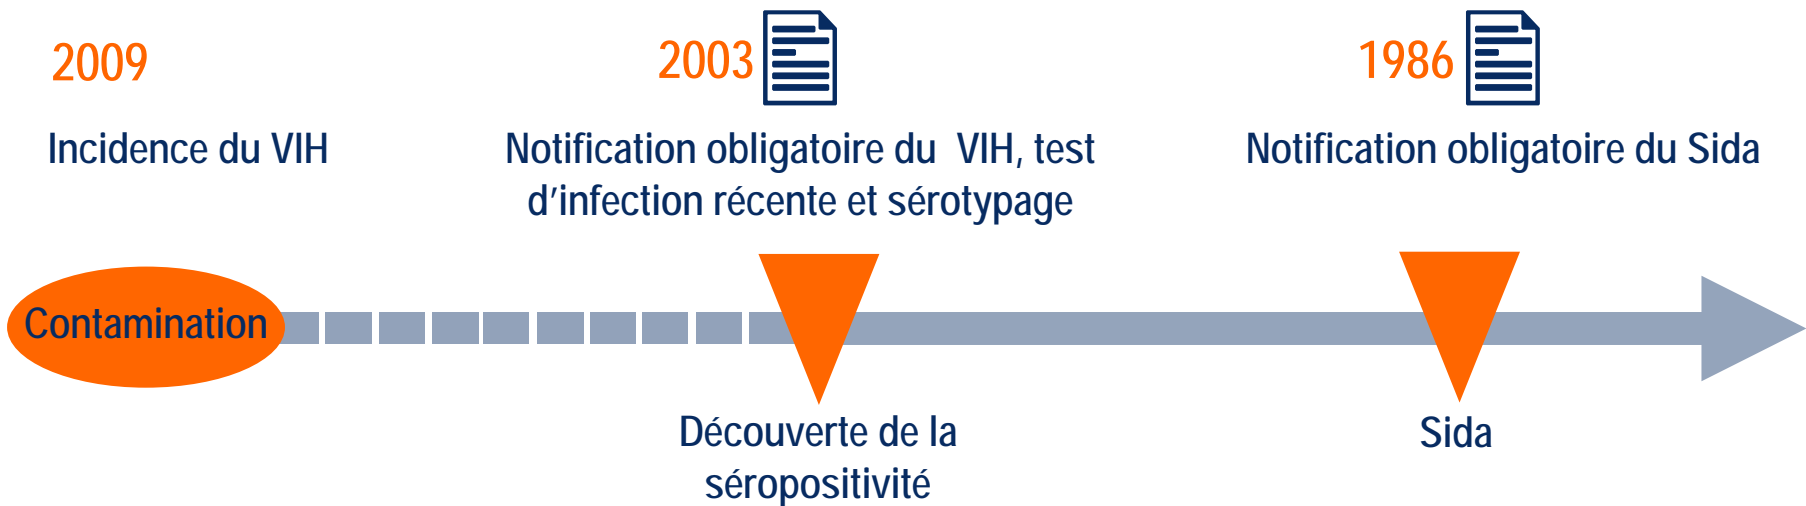 2009
Incidence du VIH
2003
Notification obligatoire du VIH, test
d'infection récente et sérotypage
1986
Notification obligatoire du Sida
Contamination
Découverte de la
séropositivité
Sida